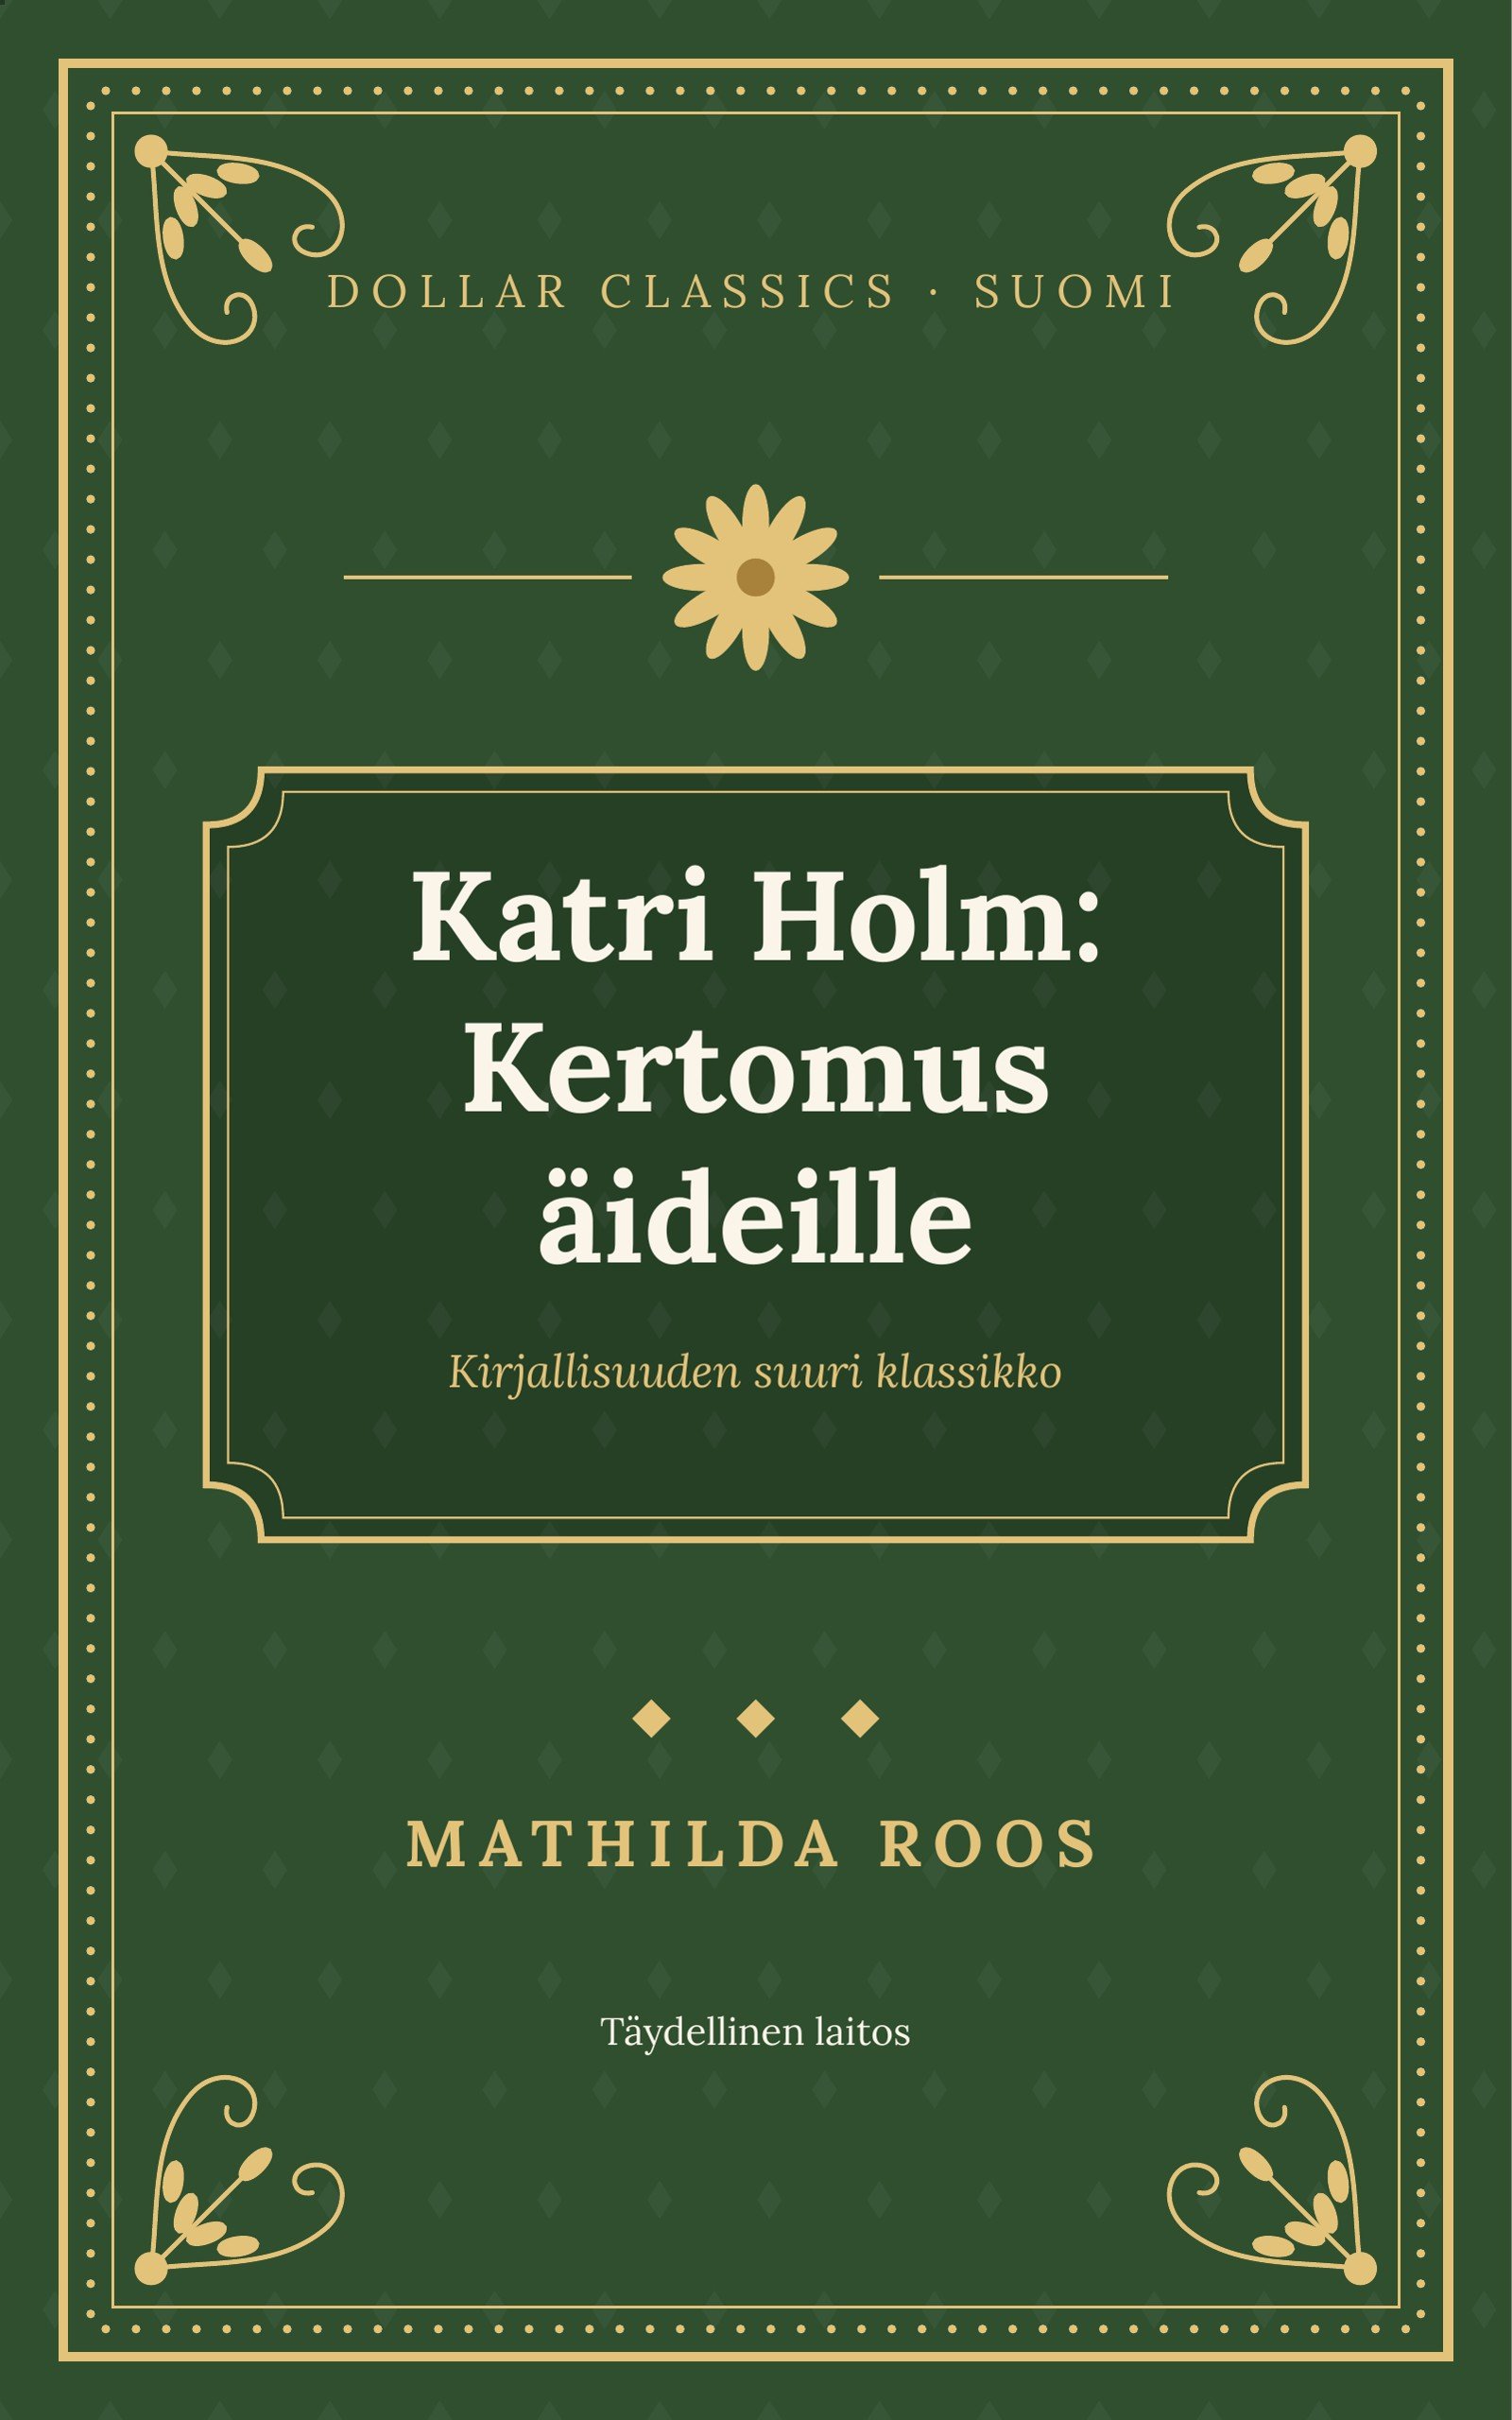 DOLLAR CLASSICS · SUOMI
Katri Holm:
Kertomus
äideille
Kirjallisuuden suuri klassikko
MATHILDA ROOS
Täydellinen laitos